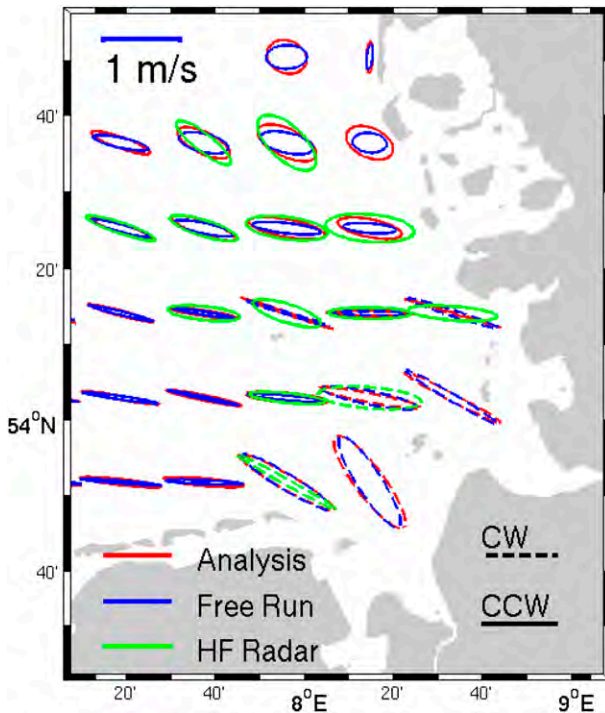 1 m/s
40'
20'
54°N
40'
Analysis
Free Run
HF Radar
CW
CCW
20'
40'
8°E
20'
40'
9°E